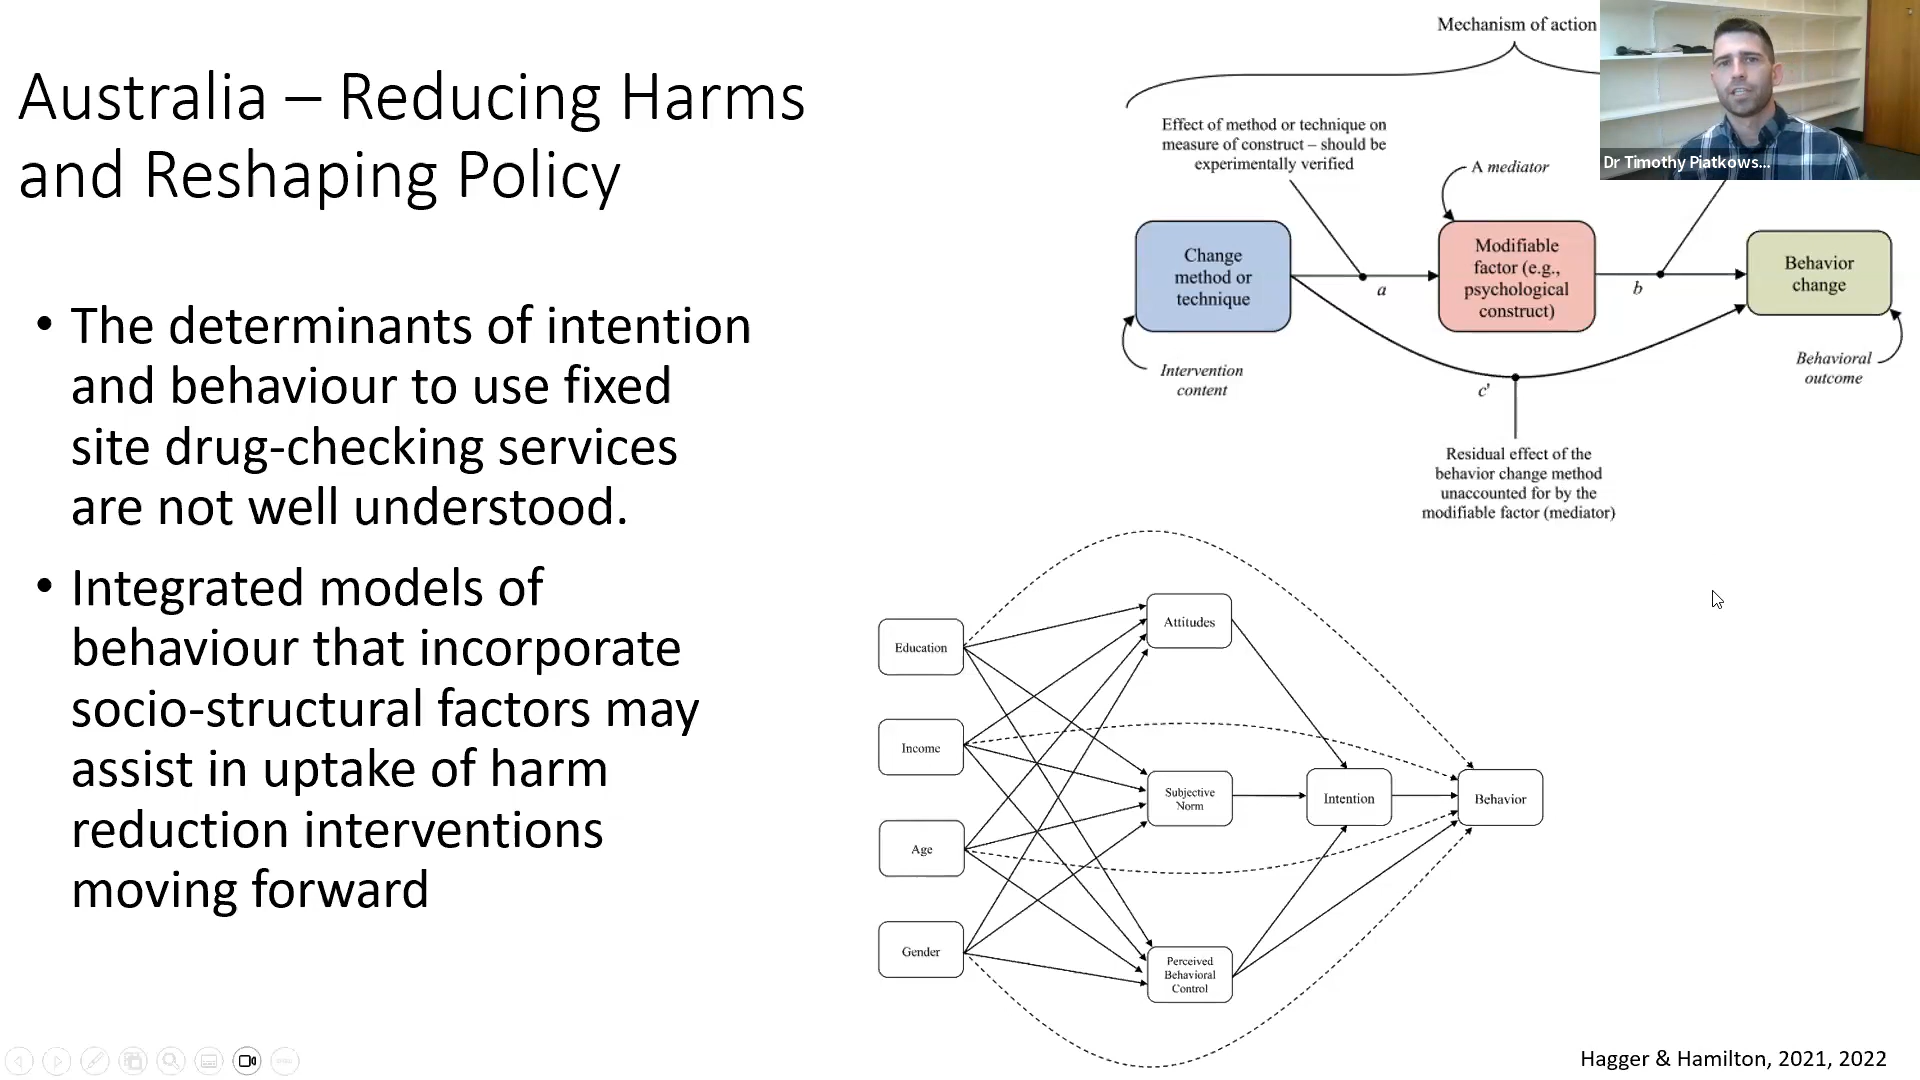 Australia – Reducing Harms
and Reshaping Policy
• The determinants of intention
and behaviour to use fixed
site drug-checking services
are not well understood.
• Integrated models of
behaviour that incorporate
socio-structural factors may
assist in uptake of harm
reduction interventions
moving forward
Mechanism of action
Effect of method or technique on
measure of construct – should be
experimentally verified
A mediator
Change
method or
technique
a
Modifiable
factor (e.g.,
psychological
construct)
b
Behavior
change
Intervention
content
c'
Behavioral
outcome
Residual effect of the
behavior change method
unaccounted for by the
modifiable factor (mediator)
Dr Timothy Piatkows...
Education
Income
Age
Gender
Attitudes
Subjective
Norm
Perceived
Behavioral
Control
Intention
Behavior
Hagger & Hamilton, 2021, 2022